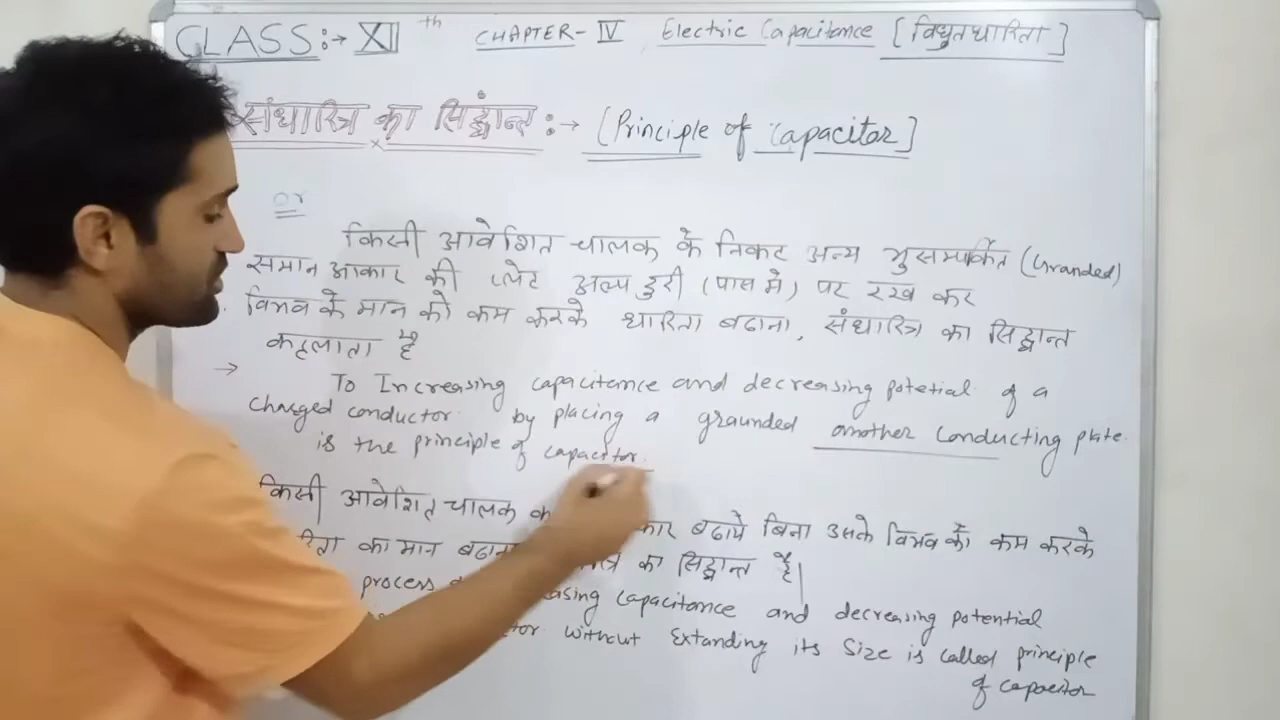 CLASS:→ XII th CHAPTER-IV Electric Capacitance [विधुतधारिता]
संधारित्र का सिद्धांन्त :→ [Principle of Capacitor]
or
किसी आवेशित चालक के निकट अन्य भुसम्पर्कित (Granded)
समान आकार की प्लेट अल्प दुरी (पास में) पर रख कर
विभव के मान को कम करके धारिता बढाना, संधारित्र का सिद्धान्त
कहलाता है
→ To Increasing capacitance and decreasing potetial of a
Charged conductor by placing a graunded another Conducting plate.
is the principle of capacitor.
किसी आवेशित चालक का बढाये बिना उसके विभव को कम करके
का मान बढाना का सिद्धान्त है|
process capacitance and decreasing potential
without Extanding its Size is called principle
of capacitor